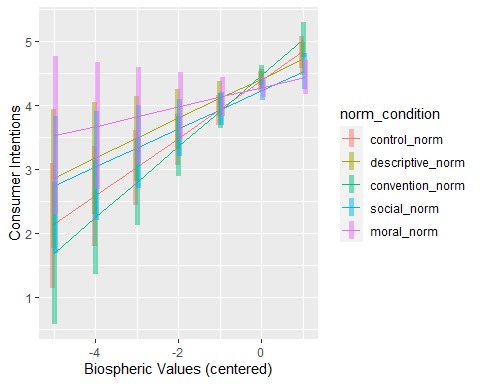 5
4
3
2
1
Consumer Intentions
-4
-2
0
Biospheric Values (centered)
norm_condition
control_norm
descriptive_norm
convention_norm
social_norm
moral_norm